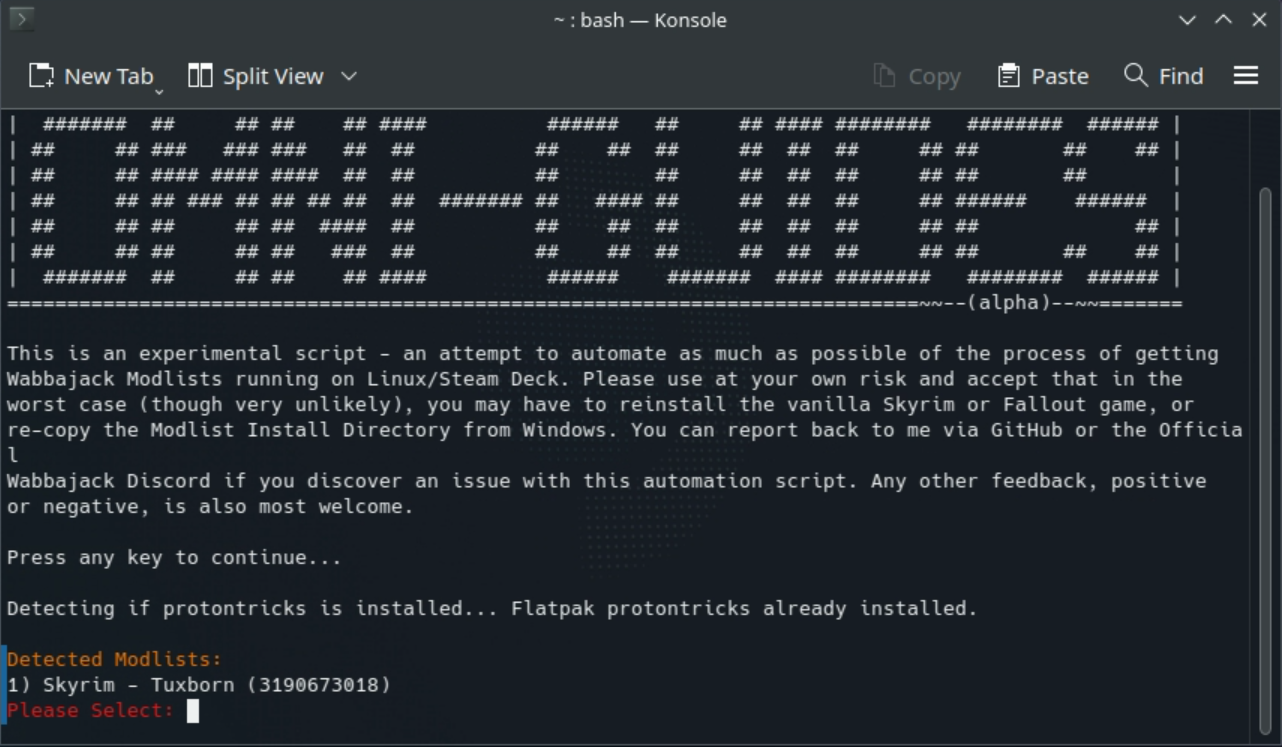 ~ : bash — Konsole
New Tab Split View Copy Paste Find
OMNI-GUIDES
==============================================================================~~--(alpha)--~~=======
This is an experimental script - an attempt to automate as much as possible of the process of getting
Wabbajack Modlists running on Linux/Steam Deck. Please use at your own risk and accept that in the
worst case (though very unlikely), you may have to reinstall the vanilla Skyrim or Fallout game, or
re-copy the Modlist Install Directory from Windows. You can report back to me via GitHub or the Officia
l
Wabbajack Discord if you discover an issue with this automation script. Any other feedback, positive
or negative, is also most welcome.
Press any key to continue...
Detecting if protontricks is installed... Flatpak protontricks already installed.
Detected Modlists:
1) Skyrim - Tuxborn (3190673018)
Please Select: